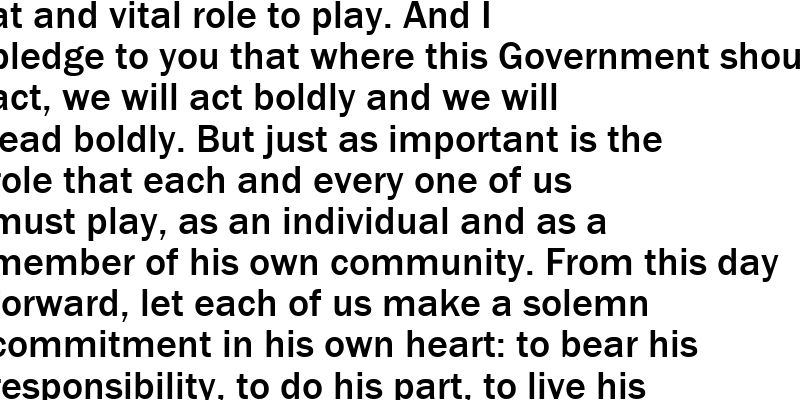 at and vital role to play. And I
pledge to you that where this Government shou
act, we will act boldly and we will
lead boldly. But just as important is the
role that each and every one of us
must play, as an individual and as a
member of his own community. From this day
forward, let each of us make a solemn
commitment in his own heart: to bear his
responsibility, to do his part, to live his